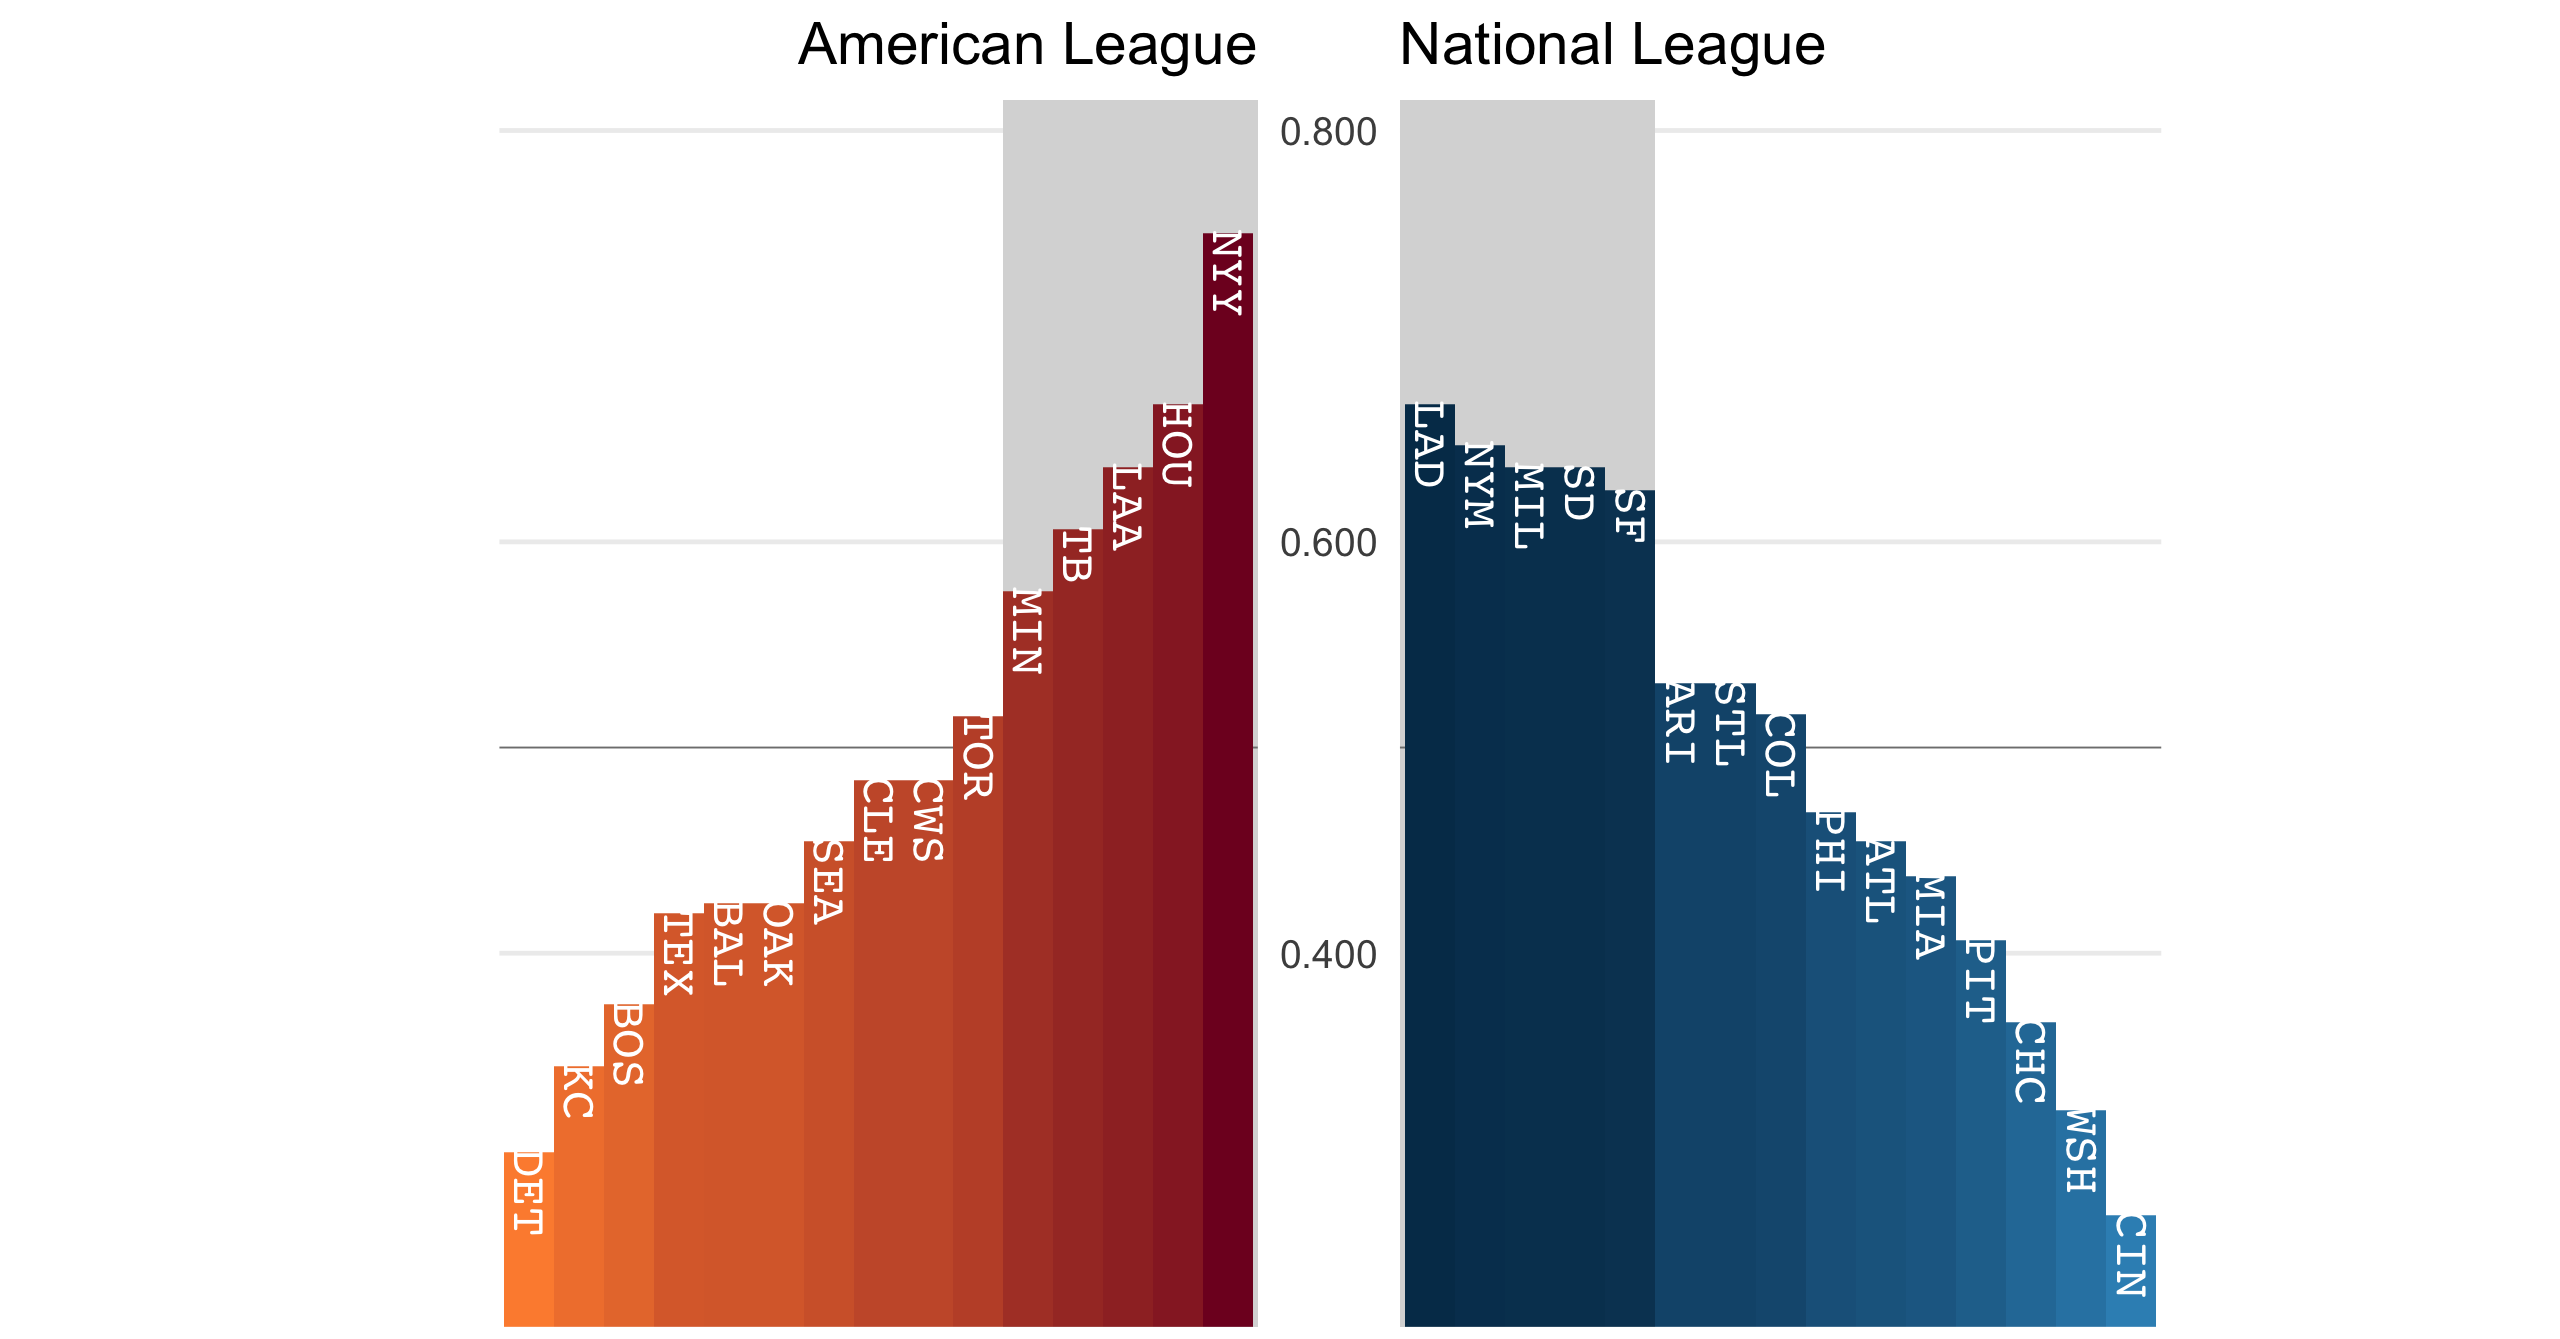 American League
National League
0.800
0.600
0.400
DET
KC
BOS
TEX
BAL
OAK
SEA
CLE
CWS
TOR
MIN
TB
LAA
HOU
NYY
LAD
NYM
MIL
SD
SF
ARI
STL
COL
PHI
ATL
MIA
PIT
CHC
WSH
CIN